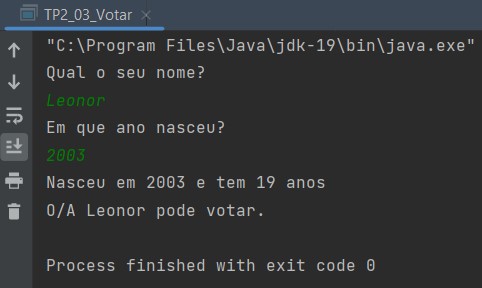 TP2_03_Votar
"C:\Program Files\Java\jdk-19\bin\java.exe"
Qual o seu nome?
Leonor
Em que ano nasceu?
2003
Nasceu em 2003 e tem 19 anos
O/A Leonor pode votar.
Process finished with exit code 0